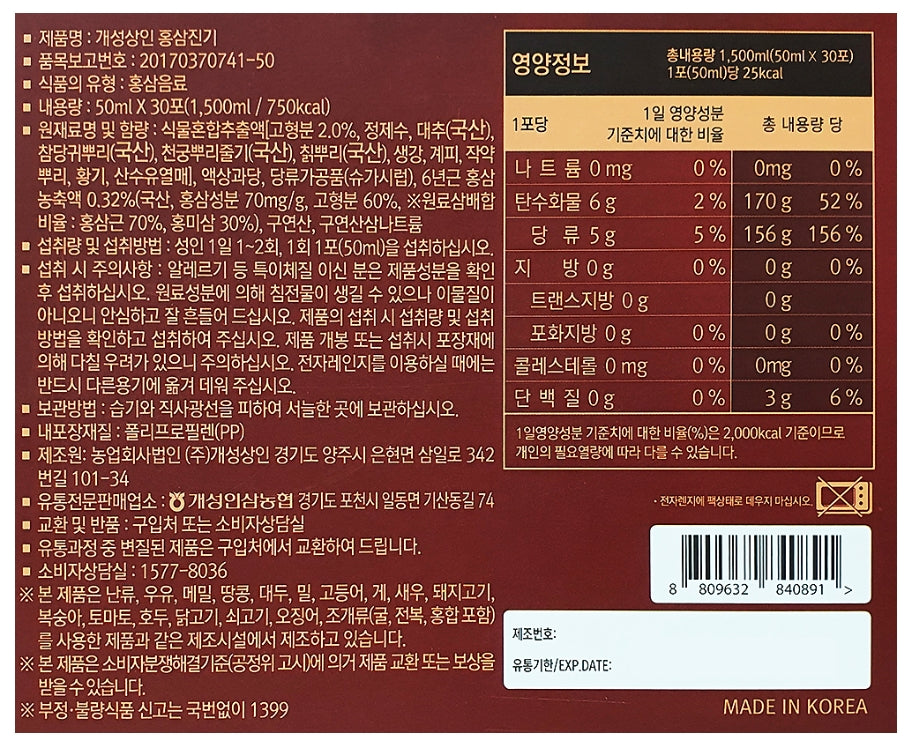 ▪ 제품명 : 개성상인 홍삼진기
▪ 품목보고번호 : 20170370741-50
▪ 식품의 유형 : 홍삼음료
▪ 내용량 : 50ml X 30포(1,500ml / 750kcal)
▪ 원재료명 및 함량 : 식물혼합추출액[고형분 2.0%, 정제수, 대추(국산),
참당귀뿌리(국산), 천궁뿌리줄기(국산), 칡뿌리(국산), 생강, 계피, 작약
뿌리, 황기, 산수유열매], 액상과당, 당류가공품(슈가시럽), 6년근 홍삼
농축액 0.32%(국산, 홍삼성분 70mg/g, 고형분 60%, ※원료삼배합
비율 : 홍삼근 70%, 홍미삼 30%), 구연산, 구연산삼나트륨
▪ 섭취량 및 섭취방법 : 성인 1일 1~2회, 1회 1포(50ml)을 섭취하십시오.
▪ 섭취 시 주의사항 : 알레르기 등 특이체질 이신 분은 제품성분을 확인
후 섭취하십시오. 원료성분에 의해 침전물이 생길 수 있으나 이물질이
아니오니 안심하고 잘 흔들어 드십시오. 제품의 섭취 시 섭취량 및 섭취
방법을 확인하고 섭취하여 주십시오. 제품 개봉 또는 섭취시 포장재에
의해 다칠 우려가 있으니 주의하십시오. 전자레인지를 이용하실 때에는
반드시 다른용기에 옮겨 데워 주십시오.
▪ 보관방법 : 습기와 직사광선을 피하여 서늘한 곳에 보관하십시오.
▪ 내포장재질 : 폴리프로필렌(PP)
▪ 제조원: 농업회사법인 (주)개성상인 경기도 양주시 은현면 삼일로 342
번길 101-34
▪ 유통전문판매업소 : 개성인삼농협 경기도 포천시 일동면 기산동길 74
▪ 교환 및 반품 : 구입처 또는 소비자상담실
▪ 유통과정 중 변질된 제품은 구입처에서 교환하여 드립니다.
▪ 소비자상담실 : 1577-8036
※ 본 제품은 난류, 우유, 메밀, 땅콩, 대두, 밀, 고등어, 게, 새우, 돼지고기,
복숭아, 토마토, 호두, 닭고기, 쇠고기, 오징어, 조개류(굴, 전복, 홍합 포함)
를 사용한 제품과 같은 제조시설에서 제조하고 있습니다.
※ 본 제품은 소비자분쟁해결기준(공정위 고시)에 의거 제품 교환 또는 보상을
받을 수 있습니다.
※ 부정·불량식품 신고는 국번없이 1399
영양정보
총내용량 1,500ml(50ml X 30포)
1포(50ml)당 25kcal
1포당 1일 영양성분 기준치에 대한 비율 총 내용량 당
나트륨 0 mg 0 % 0mg 0 %
탄수화물 6 g 2 % 170 g 52 %
당류 5 g 5 % 156 g 156 %
지방 0 g 0 % 0 g 0 %
트랜스지방 0 g 0 g
포화지방 0 g 0 % 0 g 0 %
콜레스테롤 0 mg 0 % 0mg 0 %
단백질 0 g 0 % 3 g 6 %
1일영양성분 기준치에 대한 비율(%)은 2,000kcal 기준이므로
개인의 필요열량에 따라 다를 수 있습니다.
· 전자렌지에 팩상태로 데우지 마십시오.
8 809632 840891 >
제조번호:
유통기한/EXP.DATE:
MADE IN KOREA